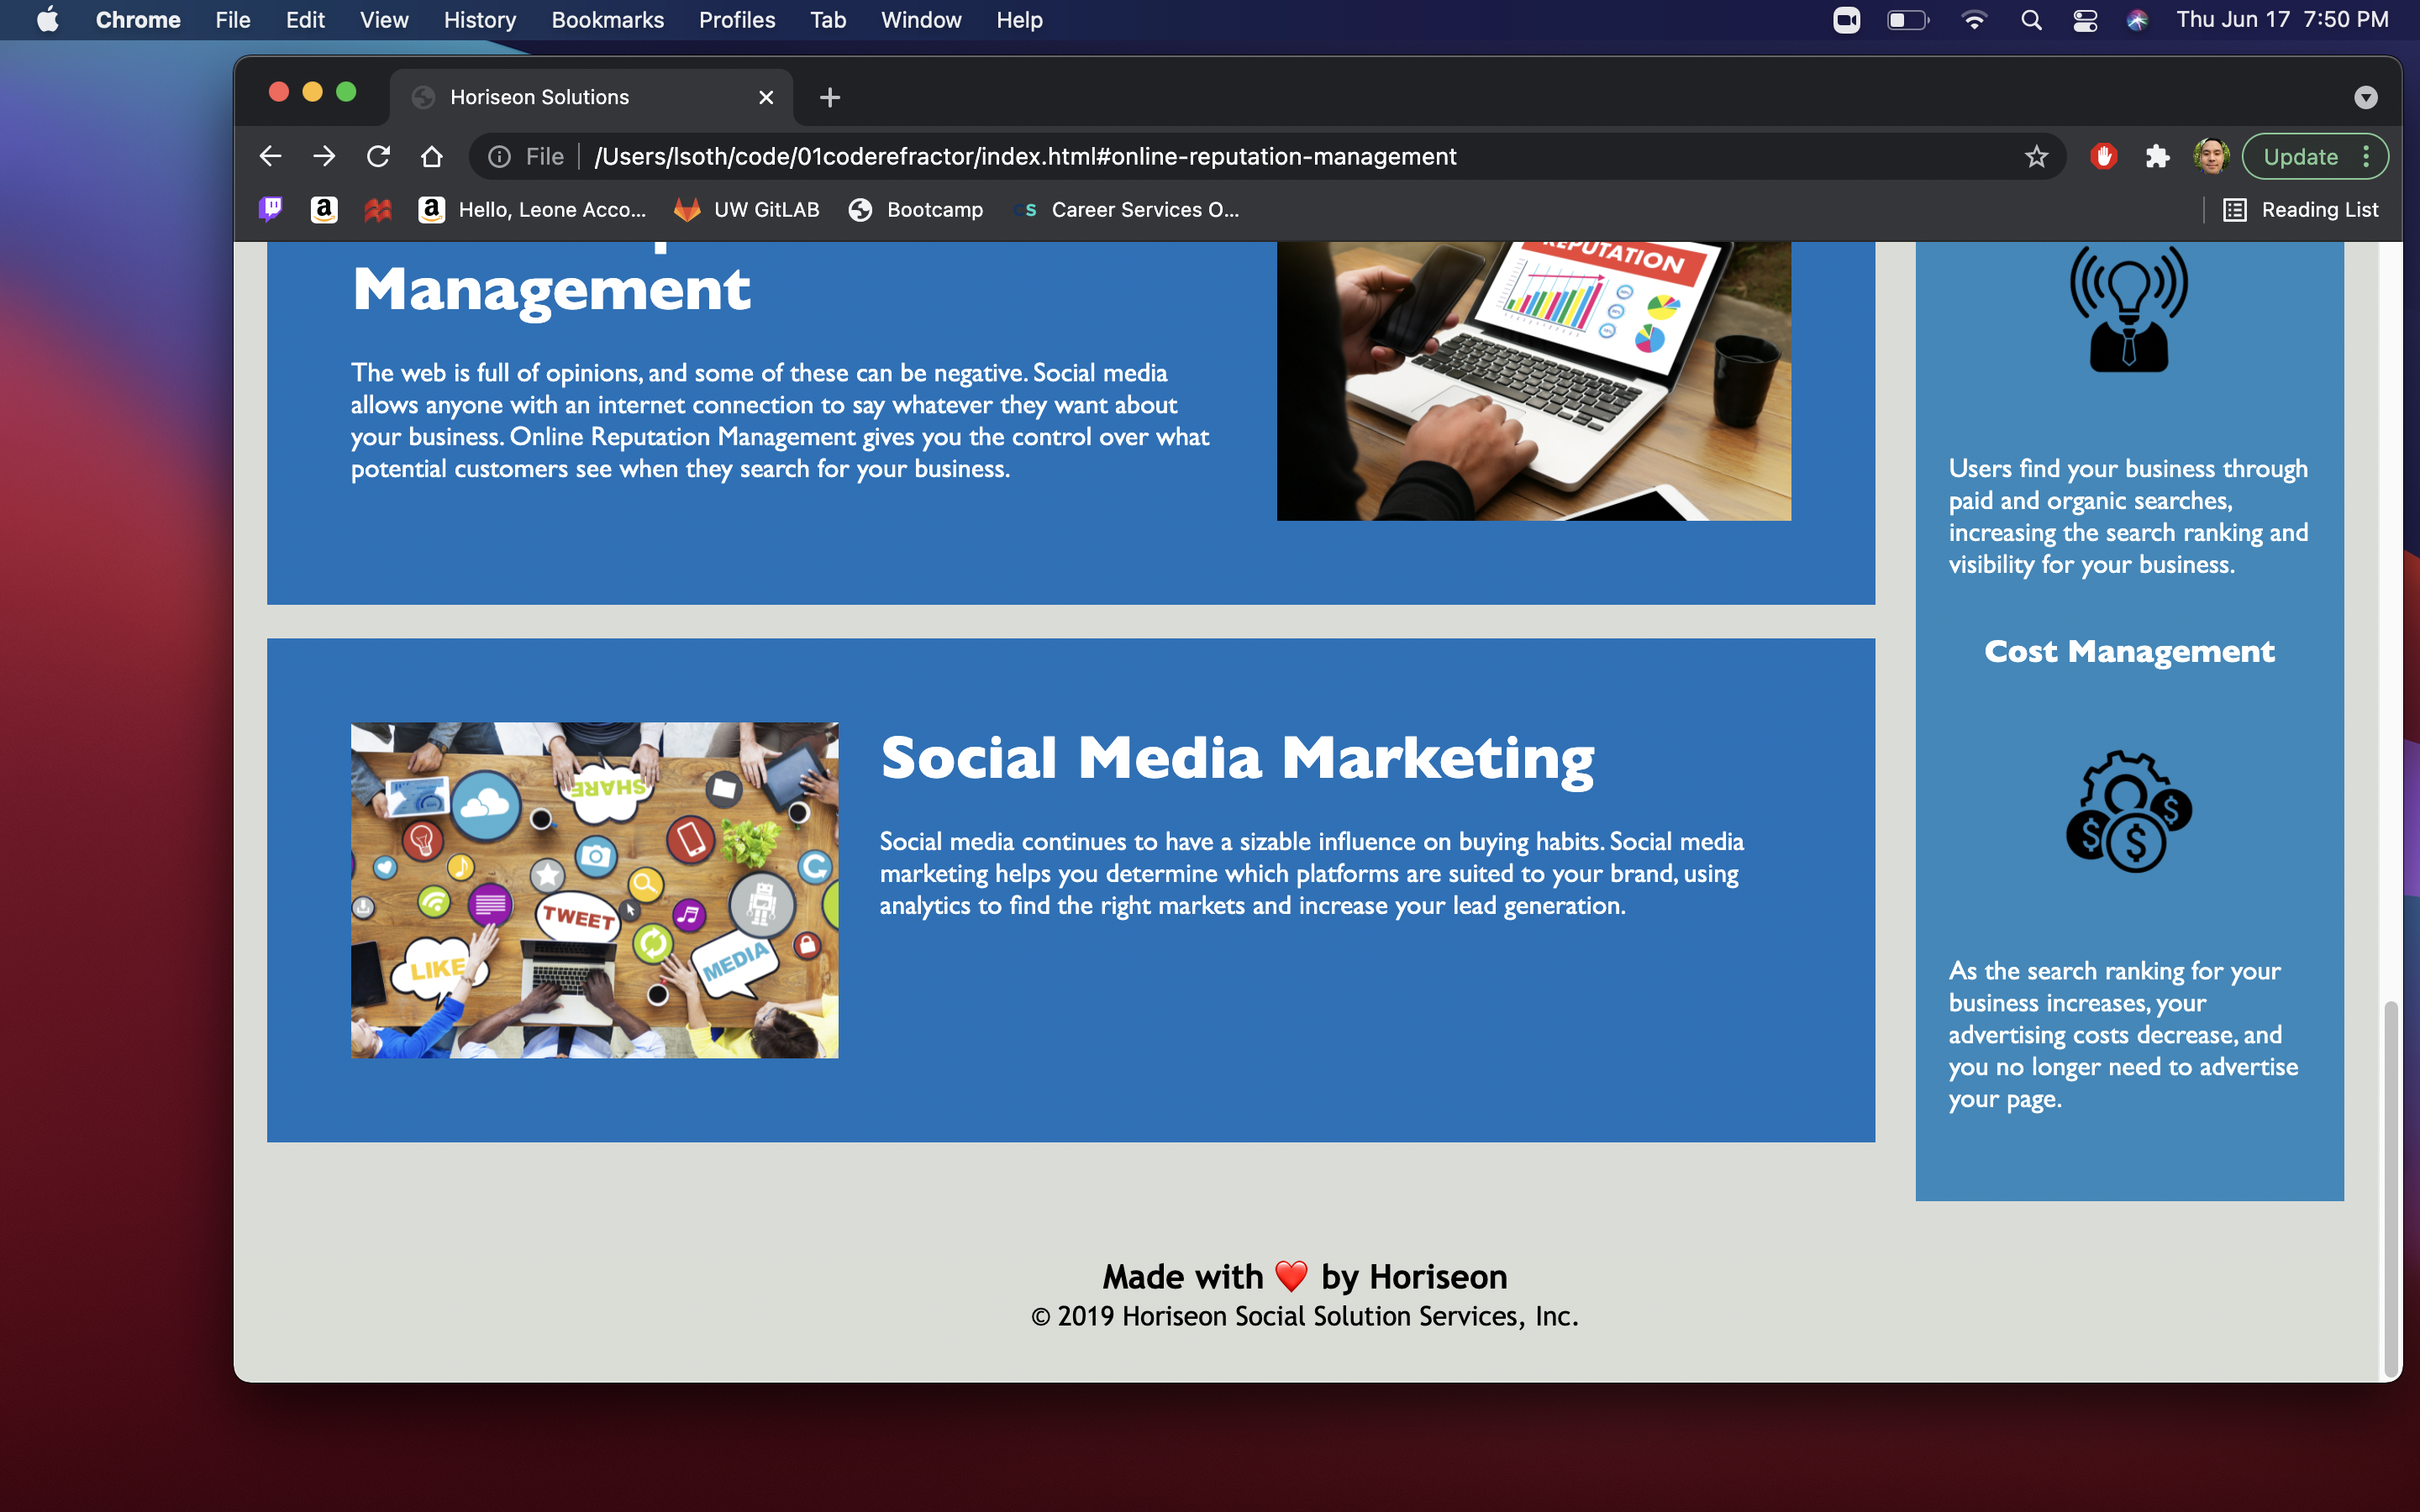 Chrome File Edit View History Bookmarks Profiles Tab Window Help Thu Jun 17 7:50 PM
Horiseon Solutions
File /Users/lsoth/code/01coderefractor/index.html#online-reputation-management Update
Hello, Leone Acco... UW GitLAB Bootcamp CS Career Services O... Reading List
Management
REPUTATION
The web is full of opinions, and some of these can be negative. Social media
allows anyone with an internet connection to say whatever they want about
your business. Online Reputation Management gives you the control over what
potential customers see when they search for your business.
Users find your business through
paid and organic searches,
increasing the search ranking and
visibility for your business.
Cost Management
As the search ranking for your
business increases, your
advertising costs decrease, and
you no longer need to advertise
your page.
SHARE
TWEET
LIKE
MEDIA
Social Media Marketing
Social media continues to have a sizable influence on buying habits. Social media
marketing helps you determine which platforms are suited to your brand, using
analytics to find the right markets and increase your lead generation.
Made with ❤️ by Horiseon
© 2019 Horiseon Social Solution Services, Inc.